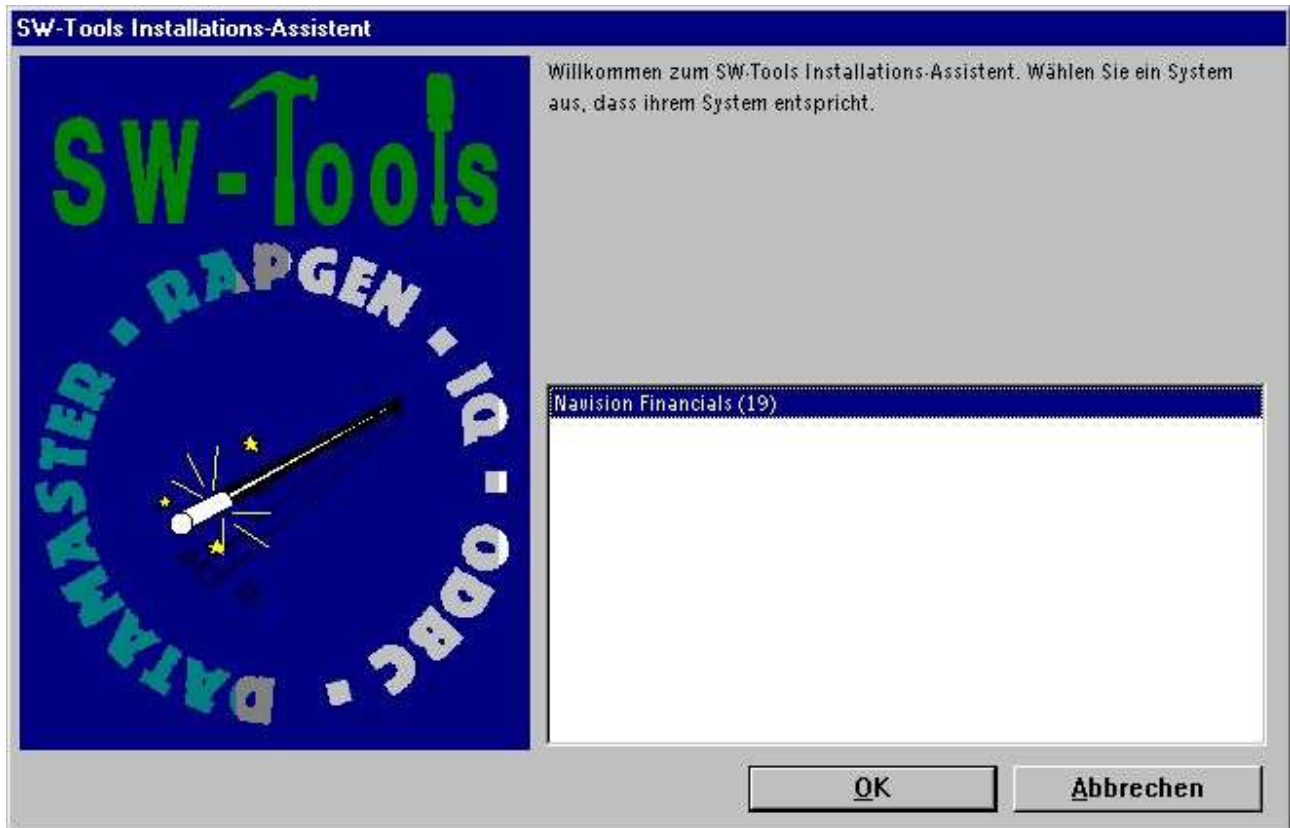 SW-Tools Installations-Assistent
SW-Tools
DATAMASTER · RAPGEN · IQ · ODBC ·
Willkommen zum SW-Tools Installations-Assistent. Wählen Sie ein System
aus, dass ihrem System entspricht.
Navision Financials (19)
OK
Abbrechen